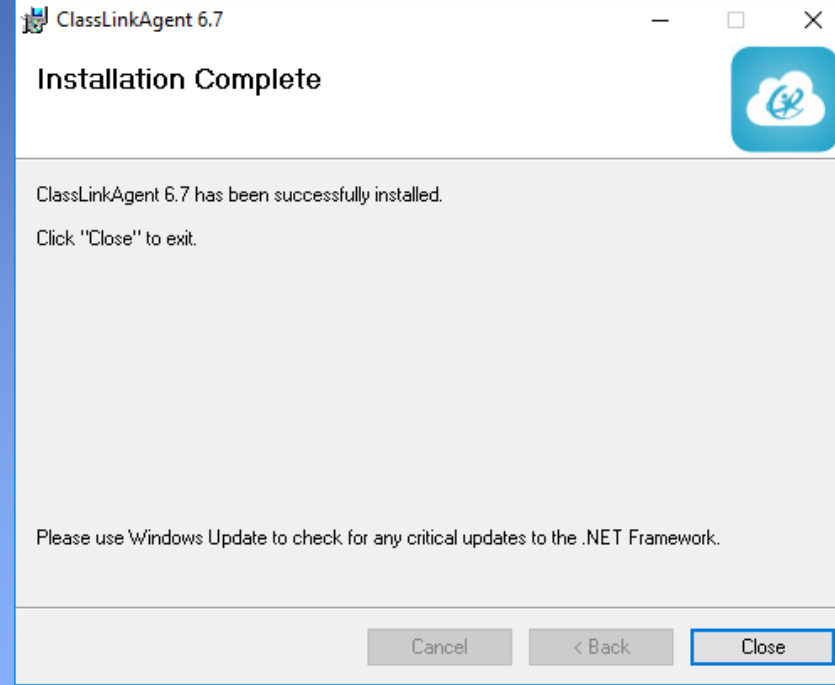 ClassLinkAgent 6.7
Installation Complete
ClassLinkAgent 6.7 has been successfully installed.
Click "Close" to exit.
Please use Windows Update to check for any critical updates to the .NET Framework.
Cancel
< Back
Close